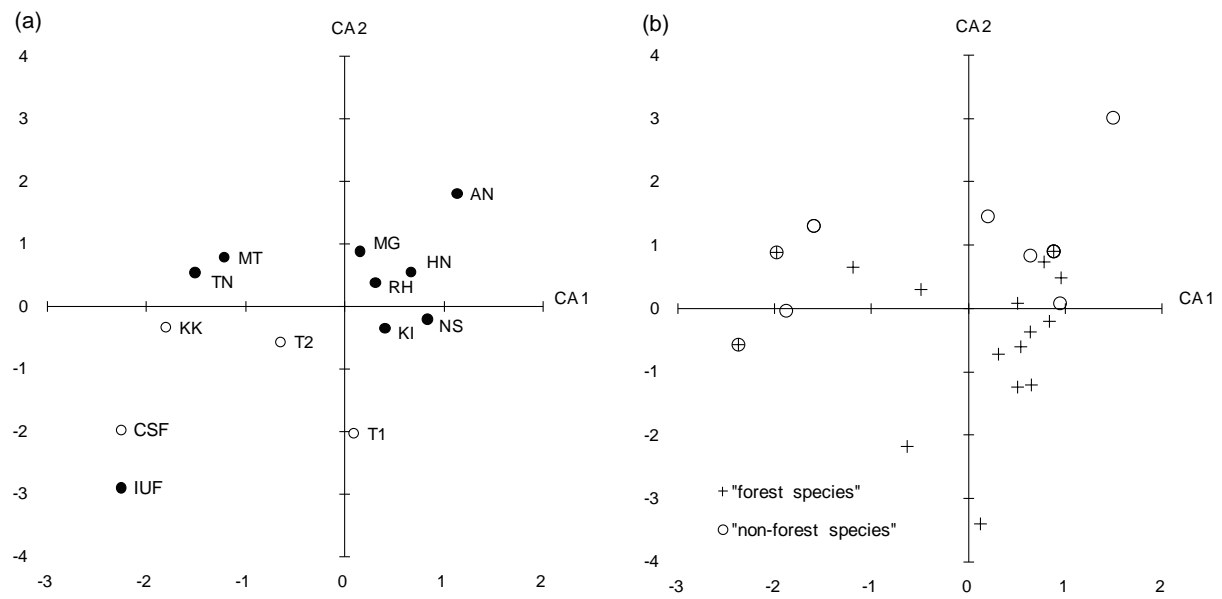 (a)
CA2
4
3
2
1
0
-1
-2
-3
-4
-3 -2 -1 0 1 2
CA1
AN
MG
HN
MT
TN
RH
KK
T2
KI
NS
CSF
T1
IUF
(b)
CA2
4
3
2
1
0
-1
-2
-3
-4
-3 -2 -1 0 1 2
CA1
"forest species"
"non-forest species"